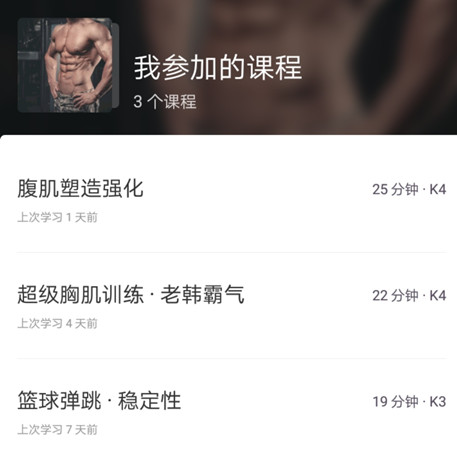 我参加的课程
3 个课程
腹肌塑造强化
25 分钟 · K4
上次学习 1 天前
超级胸肌训练 · 老韩霸气
22 分钟 · K4
上次学习 4 天前
篮球弹跳 · 稳定性
19 分钟 · K3
上次学习 7 天前